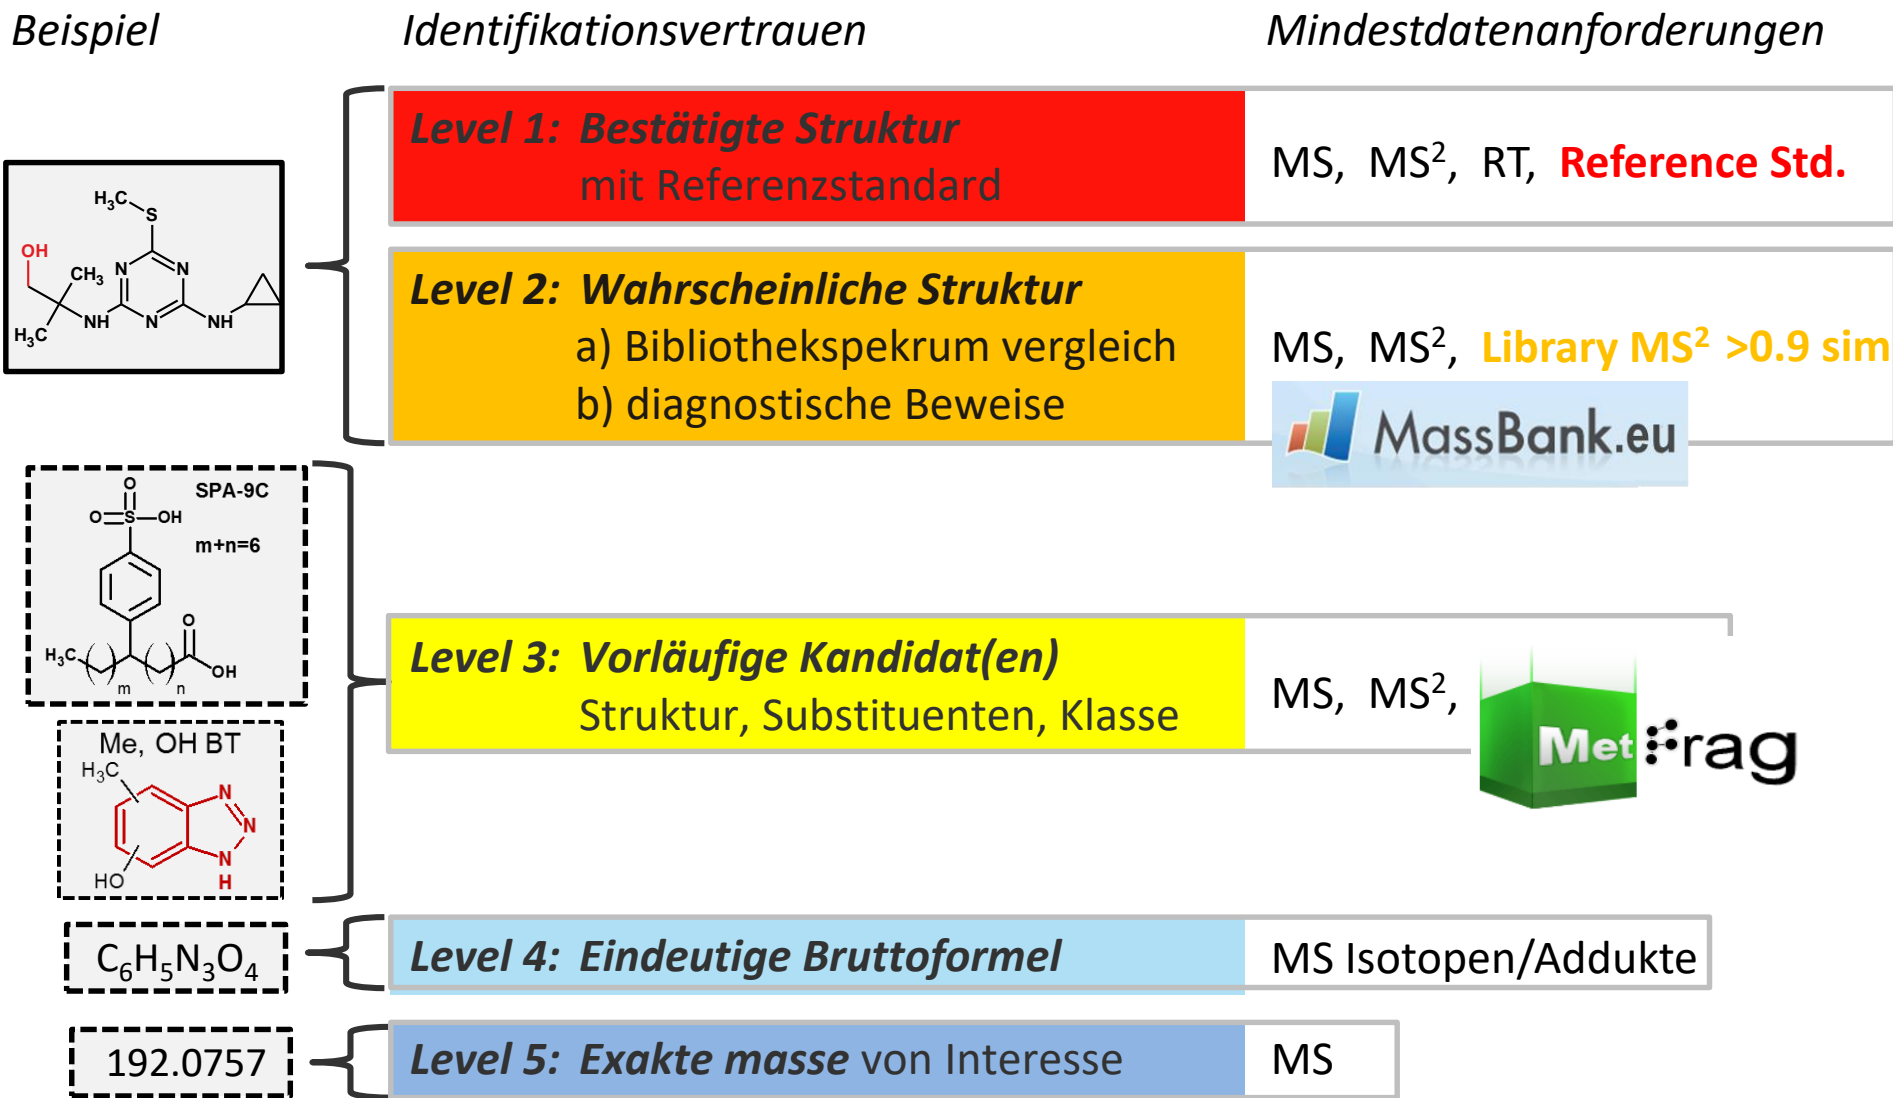 Beispiel Identifikationsvertrauen Mindestdatenanforderungen
Level 1: Bestätigte Struktur
mit Referenzstandard
MS, MS², RT, Reference Std.
H₃C
S
OH
CH₃
N N
H₃C
NH N NH
Level 2: Wahrscheinliche Struktur
a) Bibliothekspekrum vergleich
b) diagnostische Beweise
MS, MS², Library MS² >0.9 sim
MassBank.eu
O
SPA-9C
O S OH
m+n=6
O
H₃C
OH
m n
Level 3: Vorläufige Kandidat(en)
Struktur, Substituenten, Klasse
MS, MS²,
MetFrag
Me, OH BT
H₃C
N
N
N
HO
H
C₆H₅N₃O₄
Level 4: Eindeutige Bruttoformel
MS Isotopen/Addukte
192.0757
Level 5: Exakte masse von Interesse
MS